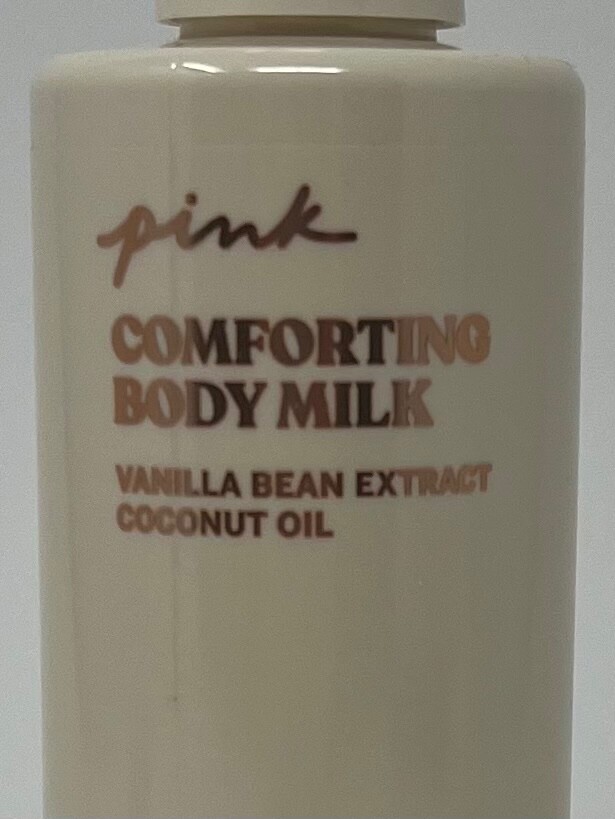 pink
COMFORTING
BODY MILK
VANILLA BEAN EXTRACT
COCONUT OIL